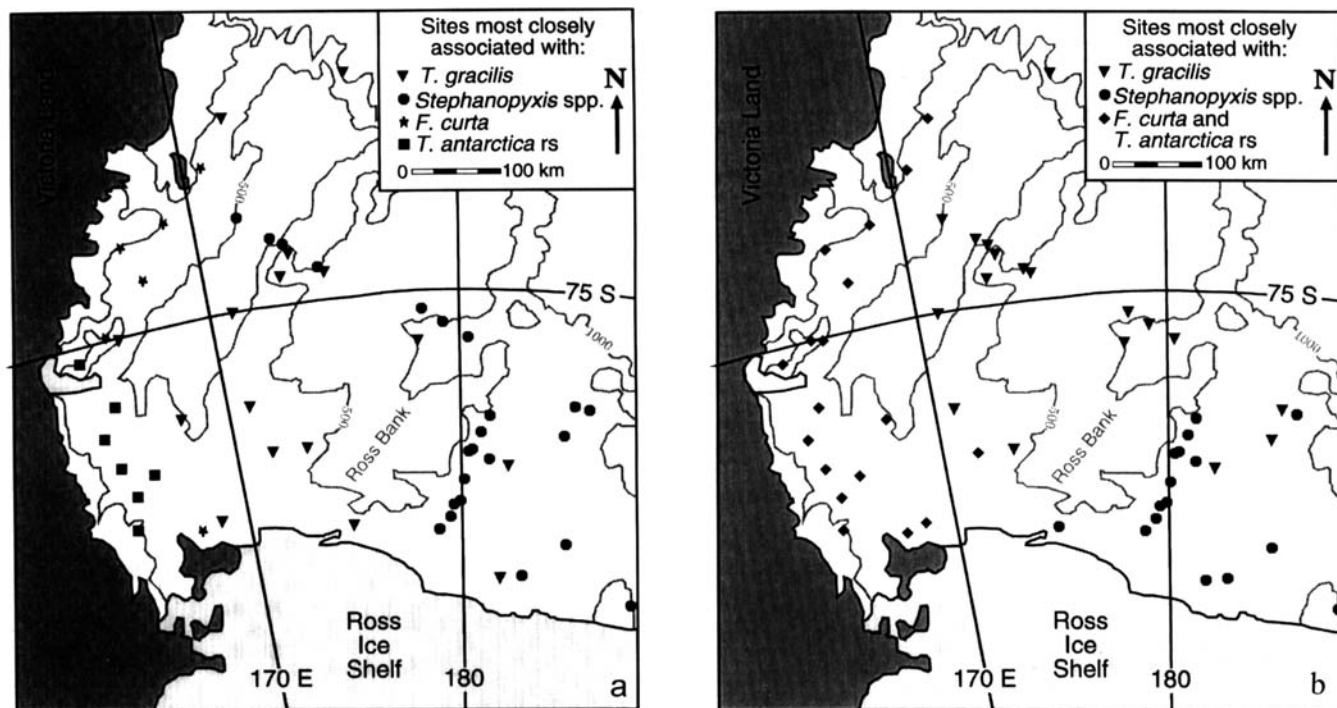 Sites most closely
associated with:
T. gracilis
Stephanopyxis spp.
F. curta
T. antarctica rs
0 100 km
N
Victoria Land
500
75 S
1000
500
Ross Bank
Ross
Ice
Shelf
170 E
180
a
Sites most closely
associated with:
T. gracilis
Stephanopyxis spp.
F. curta and
T. antarctica rs
0 100 km
N
Victoria Land
500
75 S
1000
500
Ross Bank
Ross
Ice
Shelf
170 E
180
b